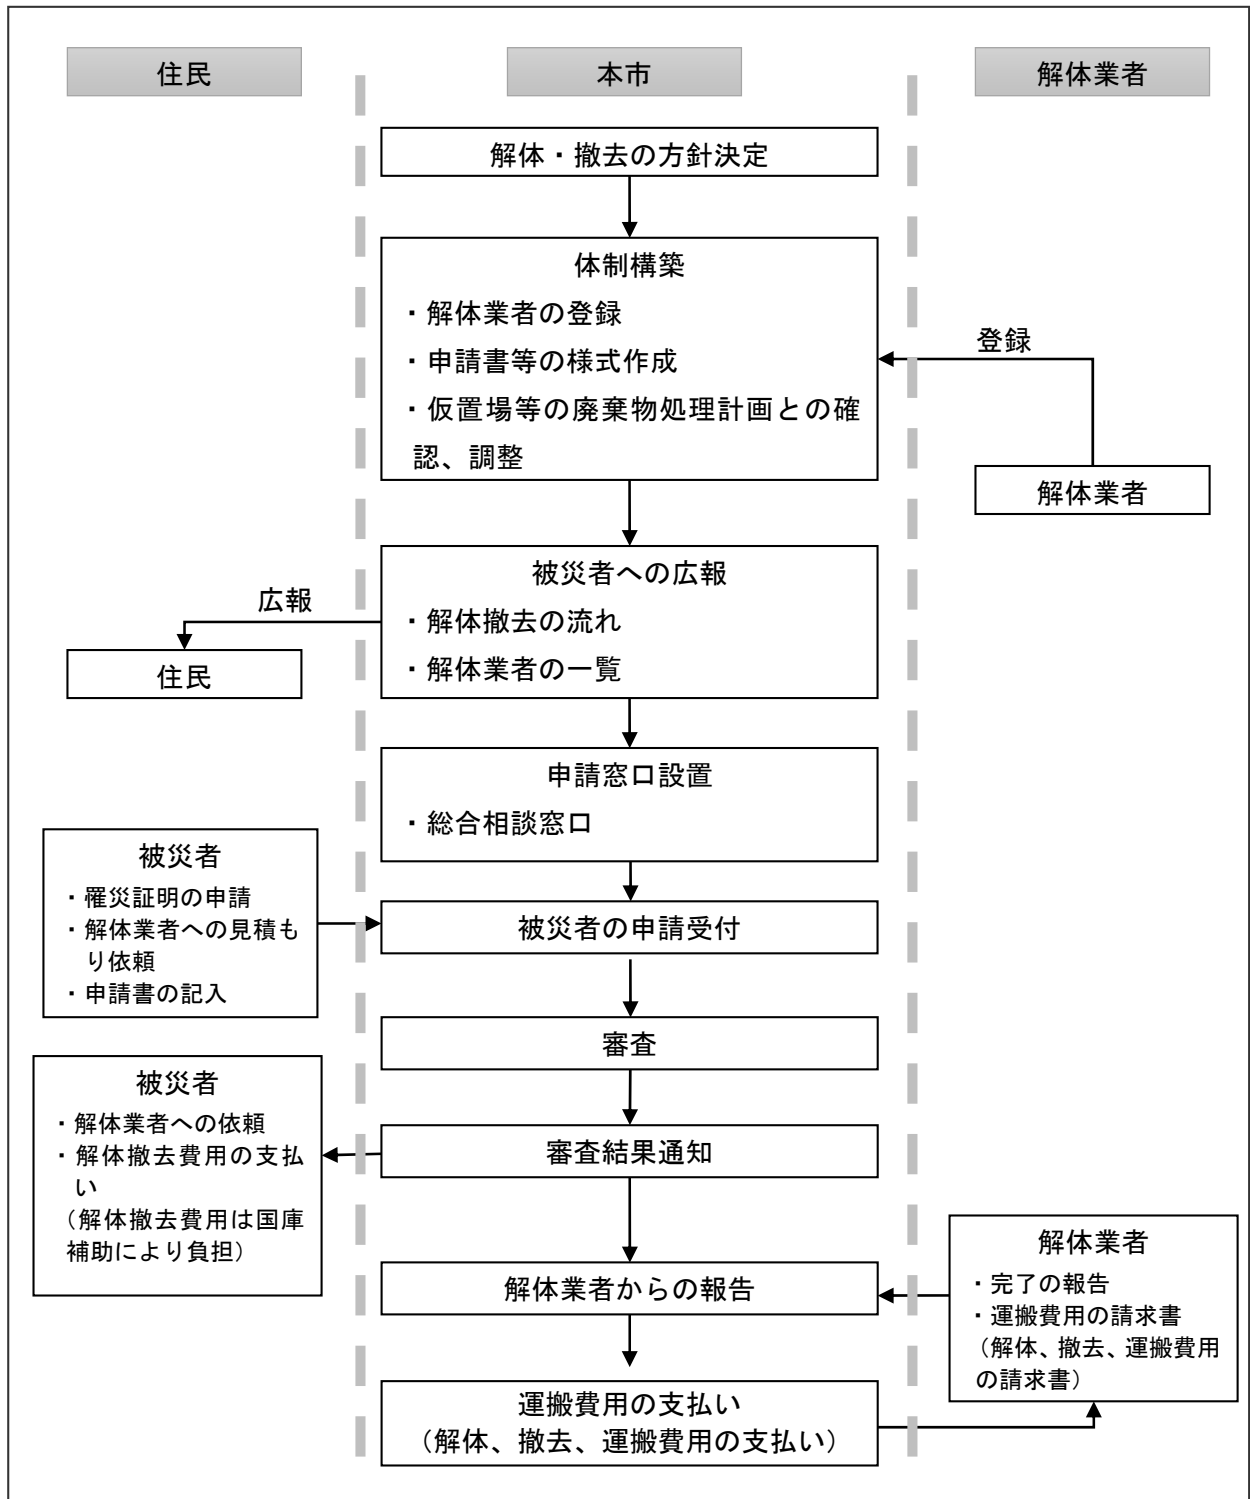 住民
本市
解体業者
解体・撤去の方針決定
体制構築
・解体業者の登録
・申請書等の様式作成
・仮置場等の廃棄物処理計画との確
認、調整
登録
解体業者
被災者への広報
・解体撤去の流れ
・解体業者の一覧
広報
住民
申請窓口設置
・総合相談窓口
被災者
・罹災証明の申請
・解体業者への見積も
り依頼
・申請書の記入
被災者の申請受付
審査
被災者
・解体業者への依頼
・解体撤去費用の支払
い
（解体撤去費用は国庫
補助により負担）
審査結果通知
解体業者からの報告
解体業者
・完了の報告
・運搬費用の請求書
（解体、撤去、運搬費用
の請求書）
運搬費用の支払い
（解体、撤去、運搬費用の支払い）